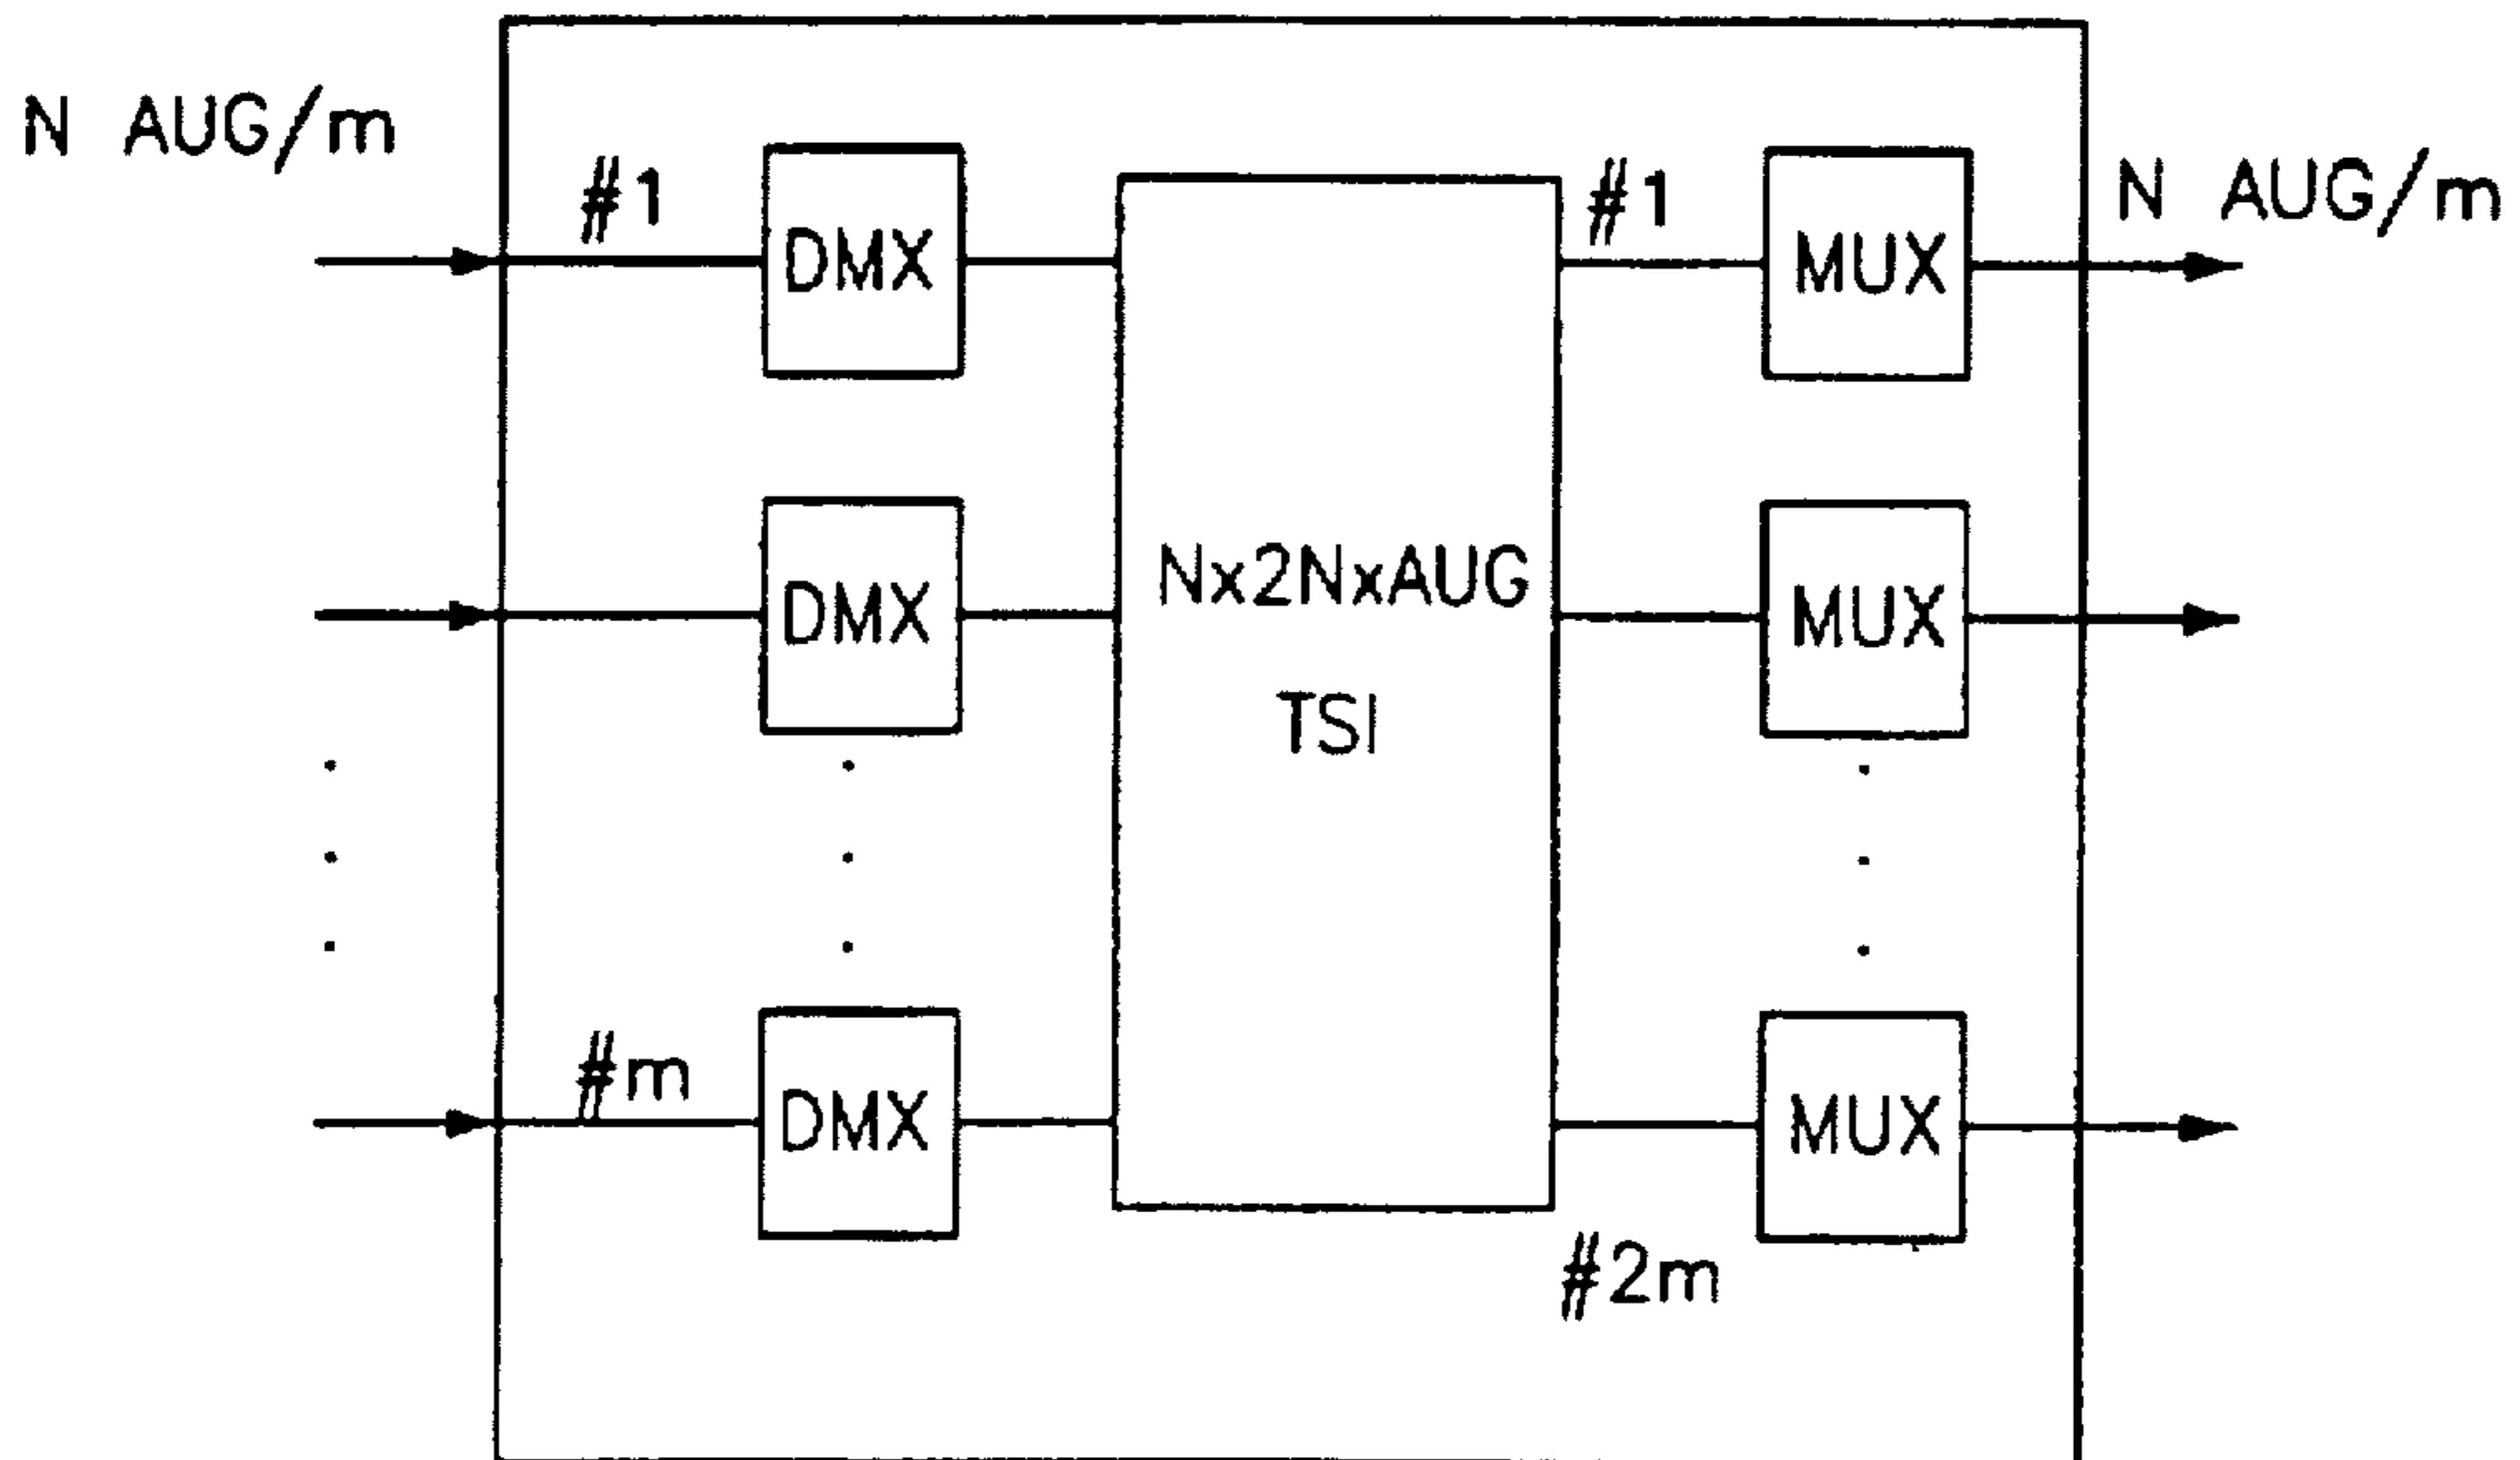 N AUG/m
#1
DMX
#1
MUX
N AUG/m
DMX
Nx2NxAUG
TSI
MUX
#m
DMX
MUX
#2m